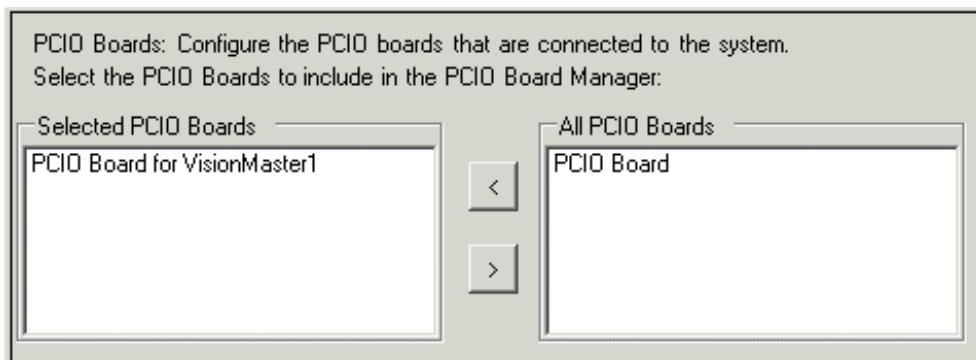 PCIO Boards: Configure the PCIO boards that are connected to the system.
Select the PCIO Boards to include in the PCIO Board Manager:
Selected PCIO Boards
All PCIO Boards
PCIO Board for VisionMaster1
PCIO Board
<
>